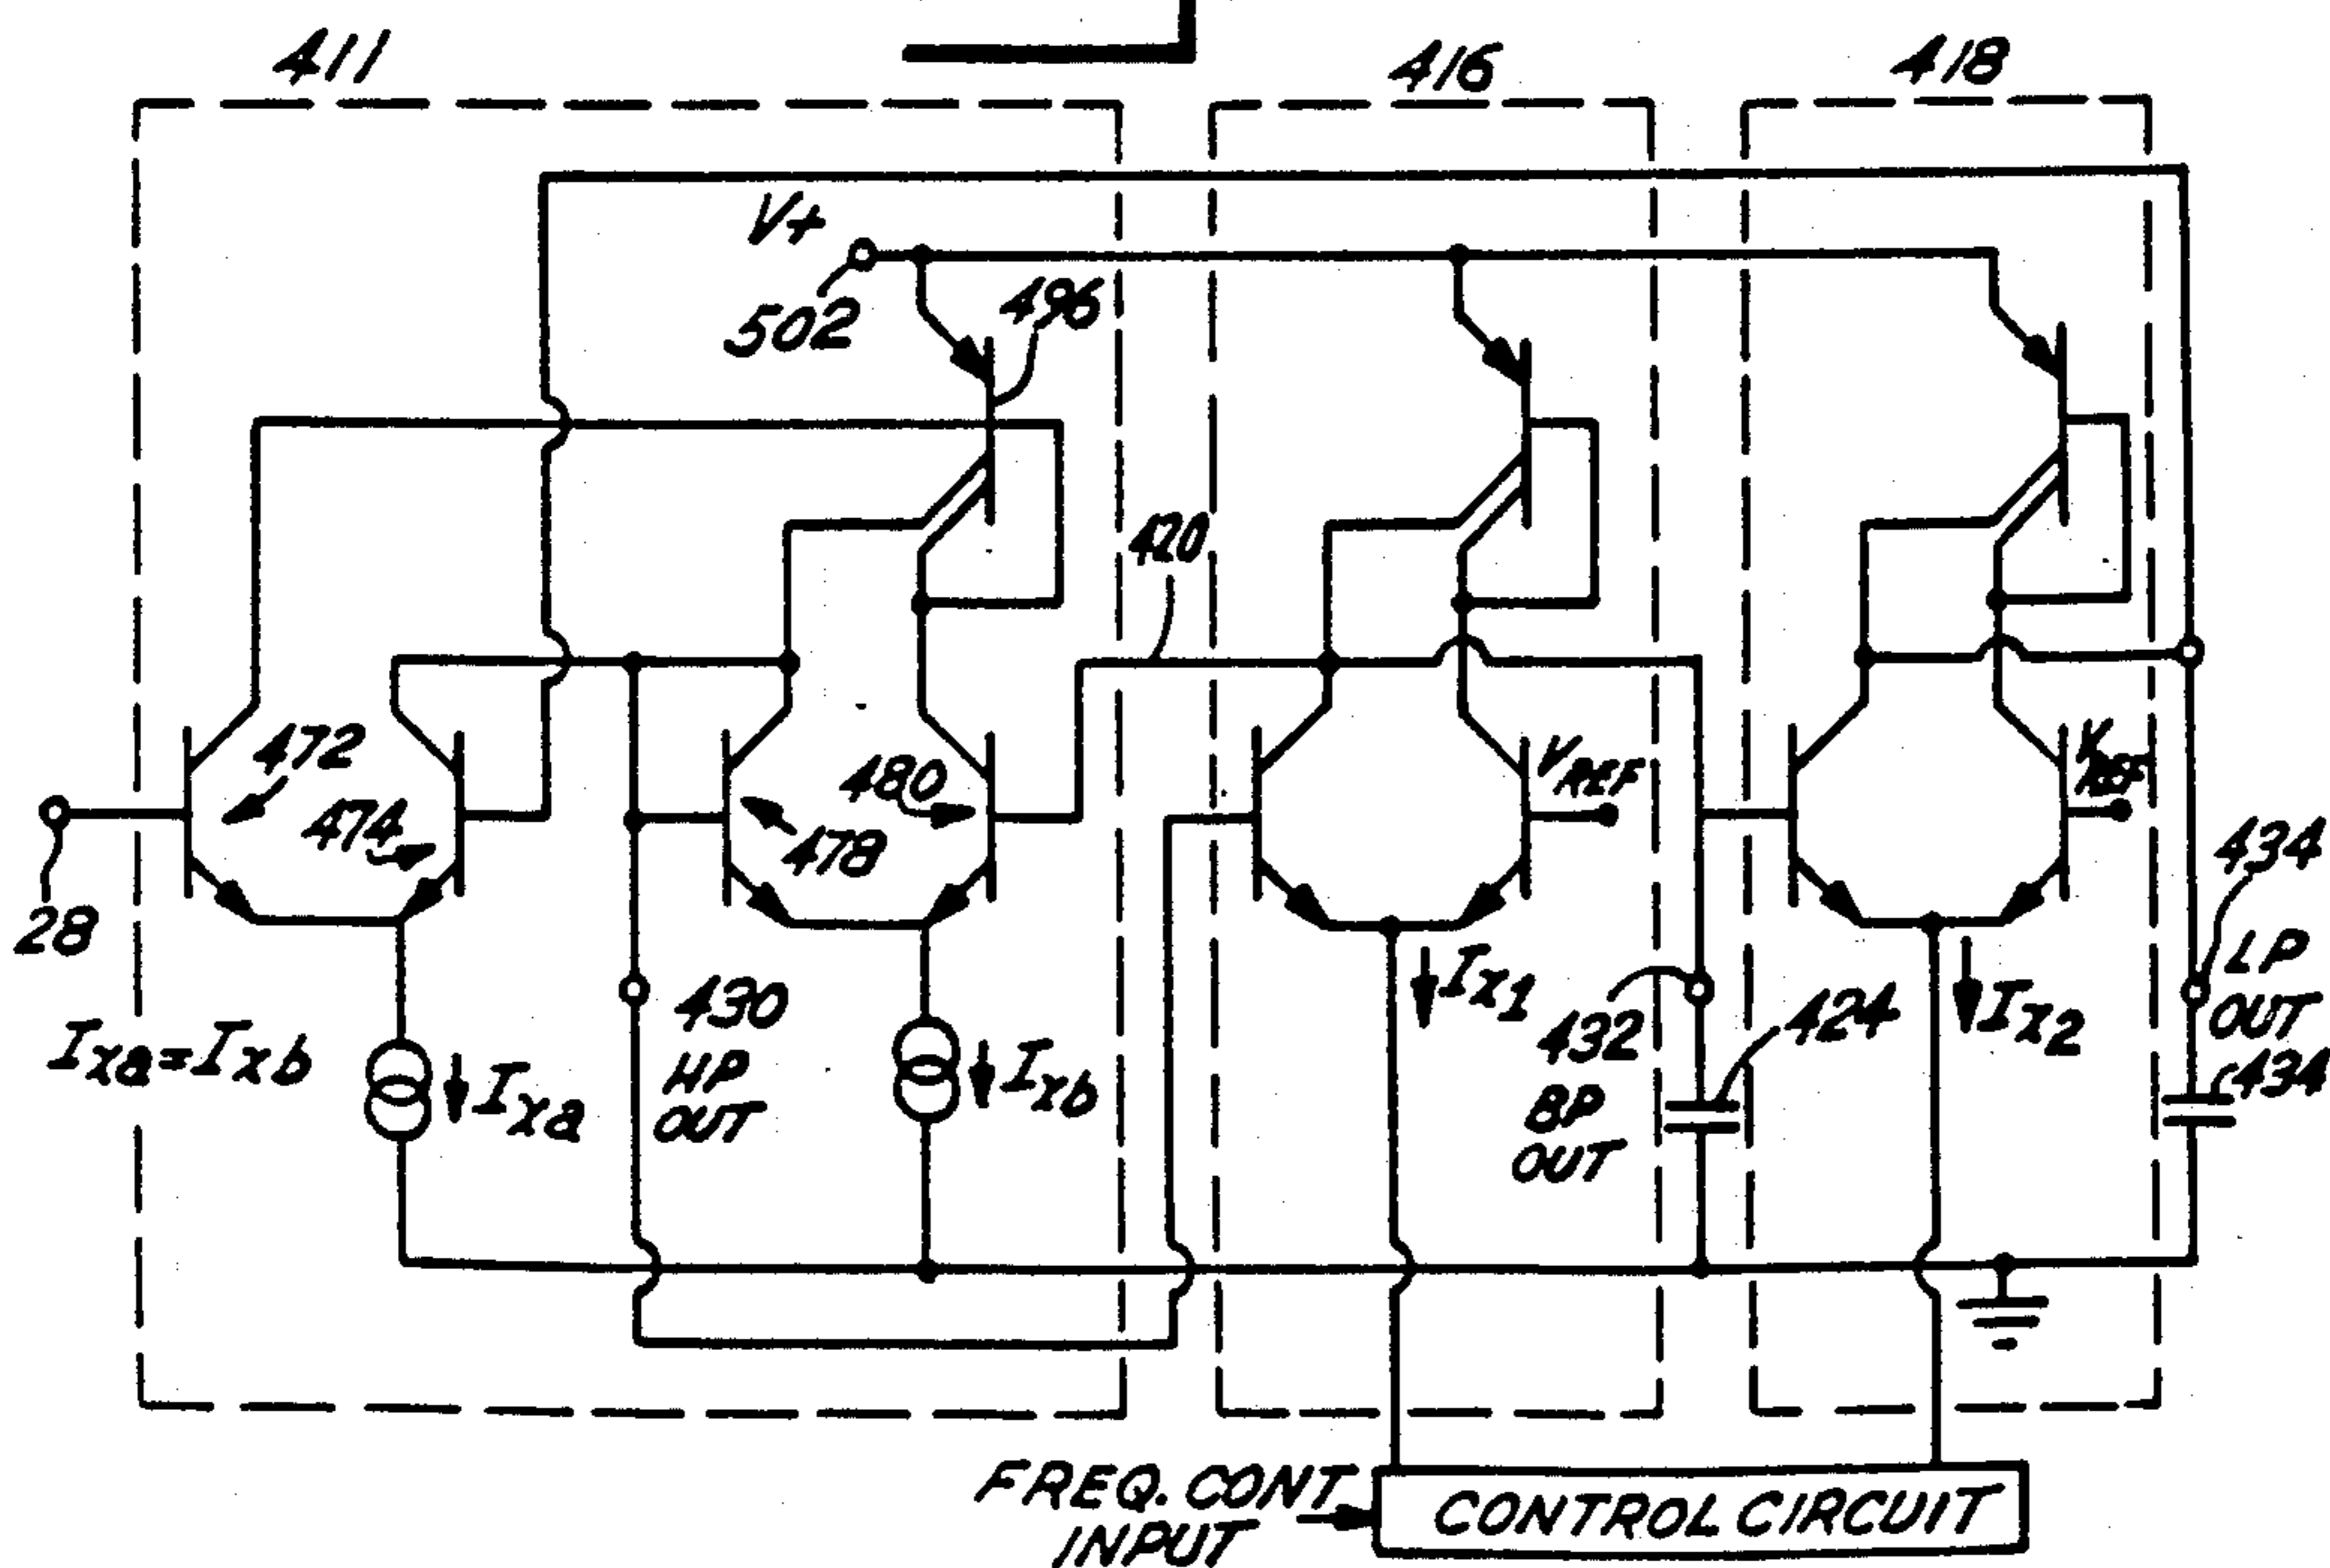 411
416
418
V+
502
496
420
472
474
480
478
VREF
VREF
28
Ixa=Ixb
Ixa
430
HP
OUT
Ixb
Ix1
432
BP
OUT
424
Ix2
434
LP
OUT
434
FREQ. CONT.
INPUT
CONTROL CIRCUIT